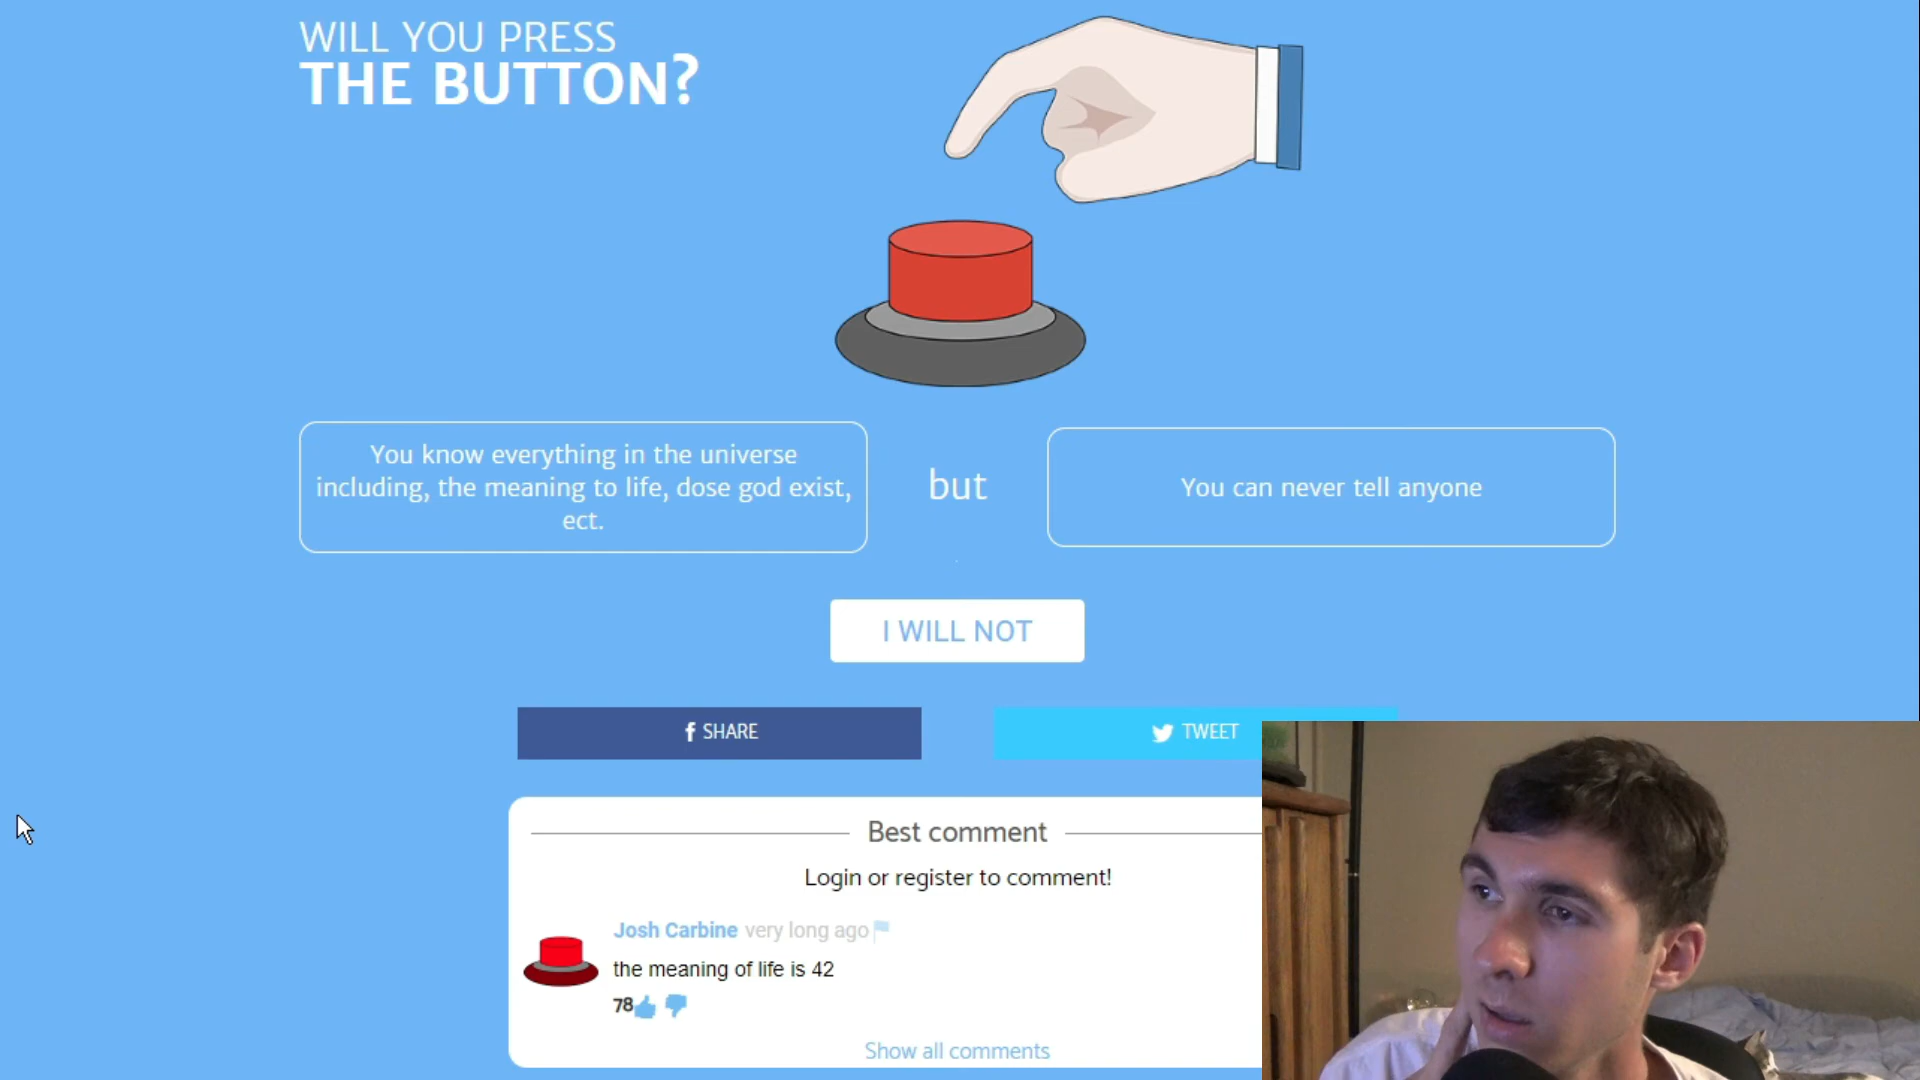 WILL YOU PRESS
THE BUTTON?
You know everything in the universe
including, the meaning to life, dose god exist,
ect.
but
You can never tell anyone
I WILL NOT
f SHARE
TWEET
Best comment
Login or register to comment!
Josh Carbine very long ago
the meaning of life is 42
78
Show all comments